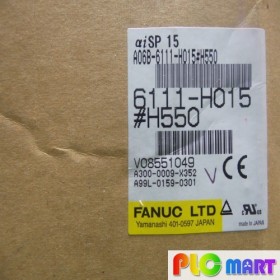 αiSP 15
A06B-6111-H015#H550
6111-H015
#H550
V08551049
A300-0009-X352
A99L-0159-0301
FANUC LTD
Yamanashi 401-0597 JAPAN
PLC mart